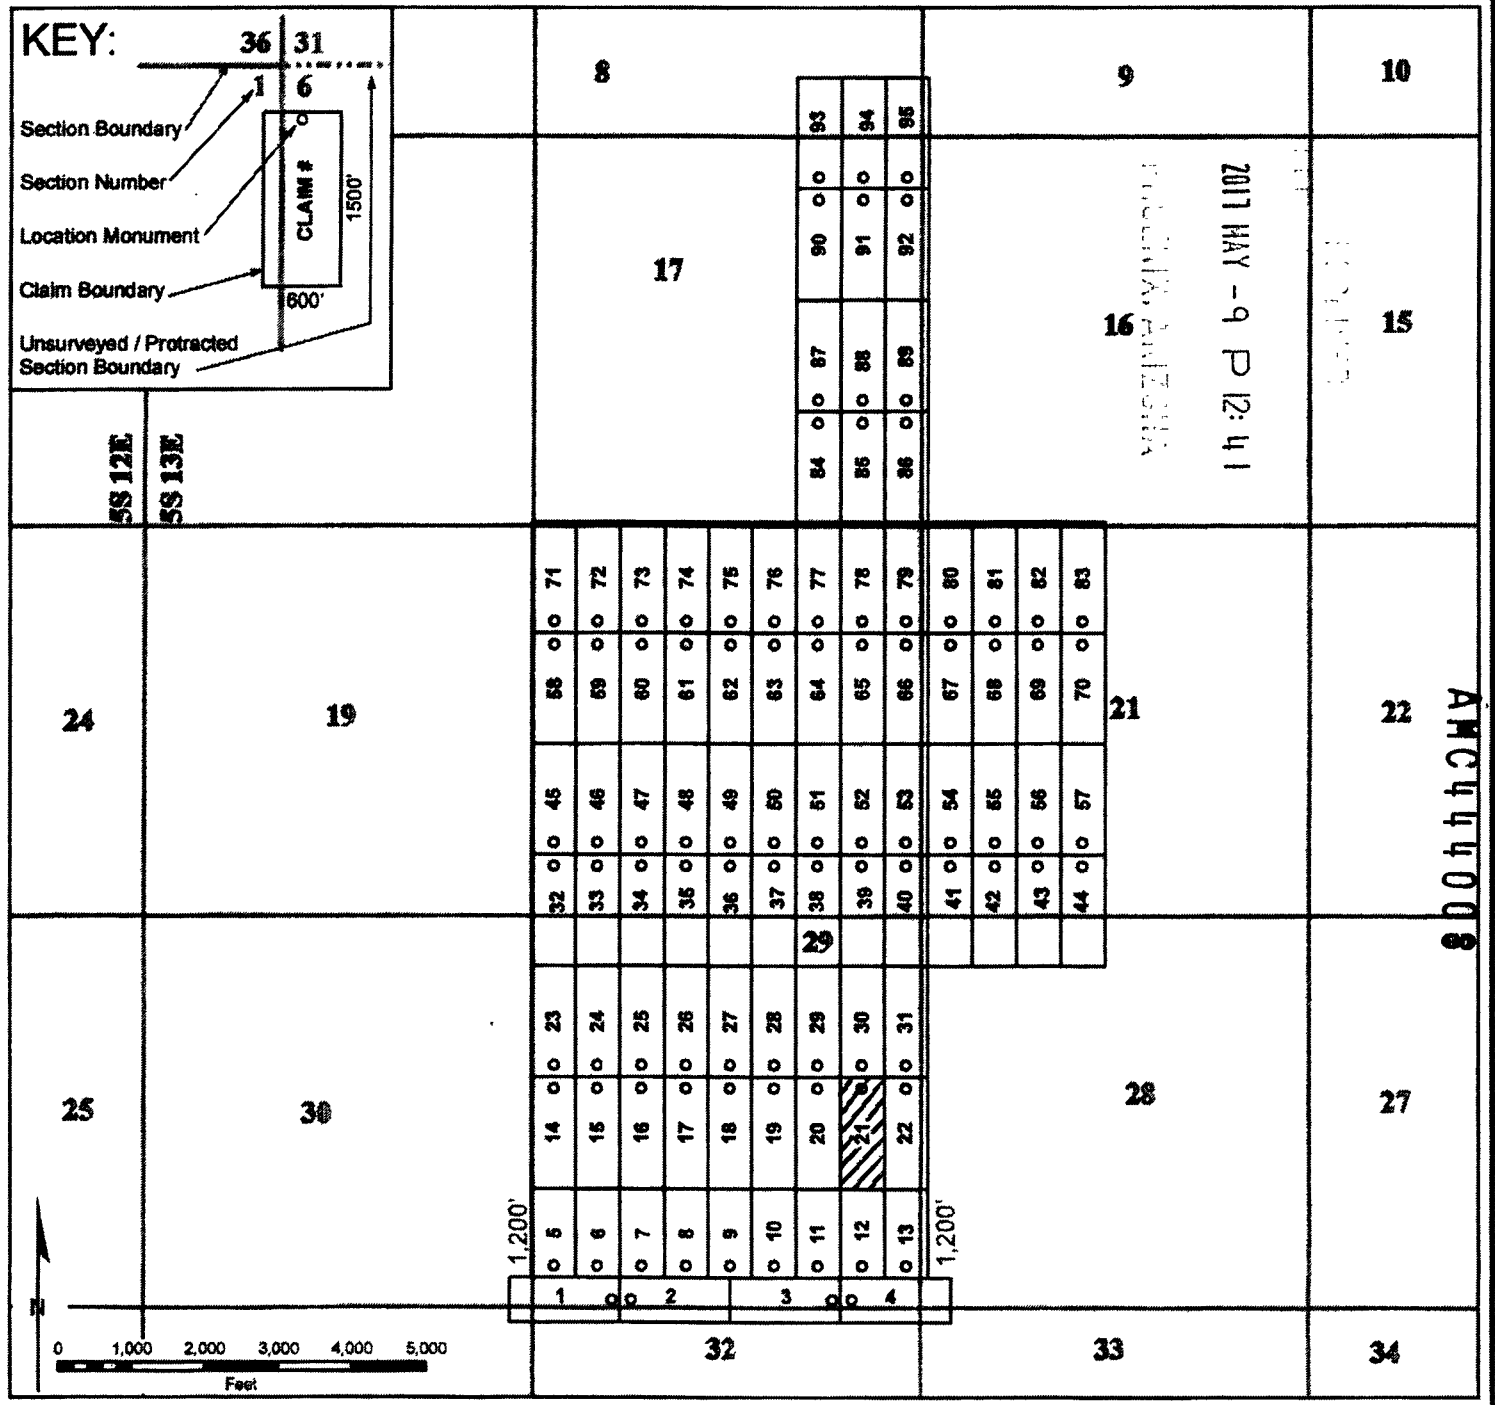 KEY:
36 31
1 6
Section Boundary
Section Number
Location Monument
Claim Boundary
Unsurveyed / Protracted
Section Boundary
CLAIM #
1500'
600'
8
9
10
93 94 95
17
90 91 92
16
15
87 88 89
84 85 86
2017 MAY -9 P 12:41
5S 12E
5S 13E
71 72 73 74 75 76 77 78 79 80 81 82 83
24
19
58 59 60 61 62 63 64 65 66 67 68 69 70
21
22
45 46 47 48 49 50 51 52 53 54 55 56 57
32 33 34 35 36 37 38 39 40 41 42 43 44
AMC444008
29
23 24 25 26 27 28 29 30 31
25
30
14 15 16 17 18 19 20 21 22
28
27
1,200'
5 6 7 8 9 10 11 12 13
1,200'
N
1 2 3 4
32
33
34
0 1,000 2,000 3,000 4,000 5,000
Feet